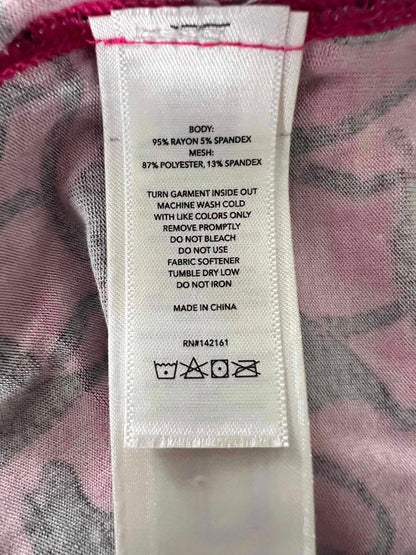 BODY:
95% RAYON 5% SPANDEX
MESH:
87% POLYESTER, 13% SPANDEX
TURN GARMENT INSIDE OUT
MACHINE WASH COLD
WITH LIKE COLORS ONLY
REMOVE PROMPTLY
DO NOT BLEACH
DO NOT USE
FABRIC SOFTENER
TUMBLE DRY LOW
DO NOT IRON
MADE IN CHINA
RN#142161